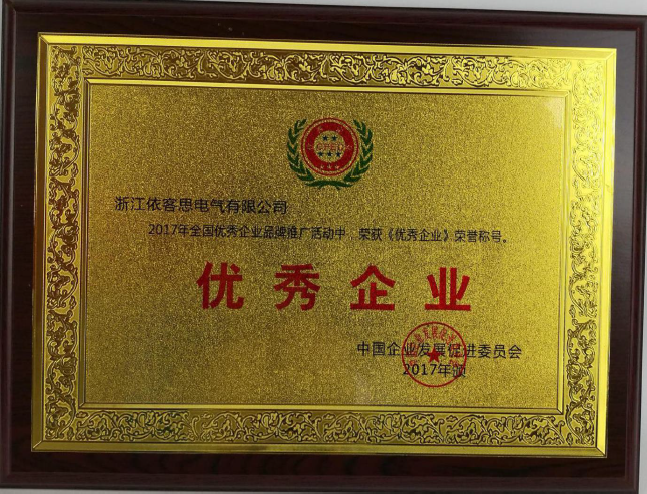 浙江依客思电气有限公司
2017年全国优秀企业品牌推广活动中,荣获《优秀企业》荣誉称号。
优秀企业
中国企业发展促进委员会
2017年颁